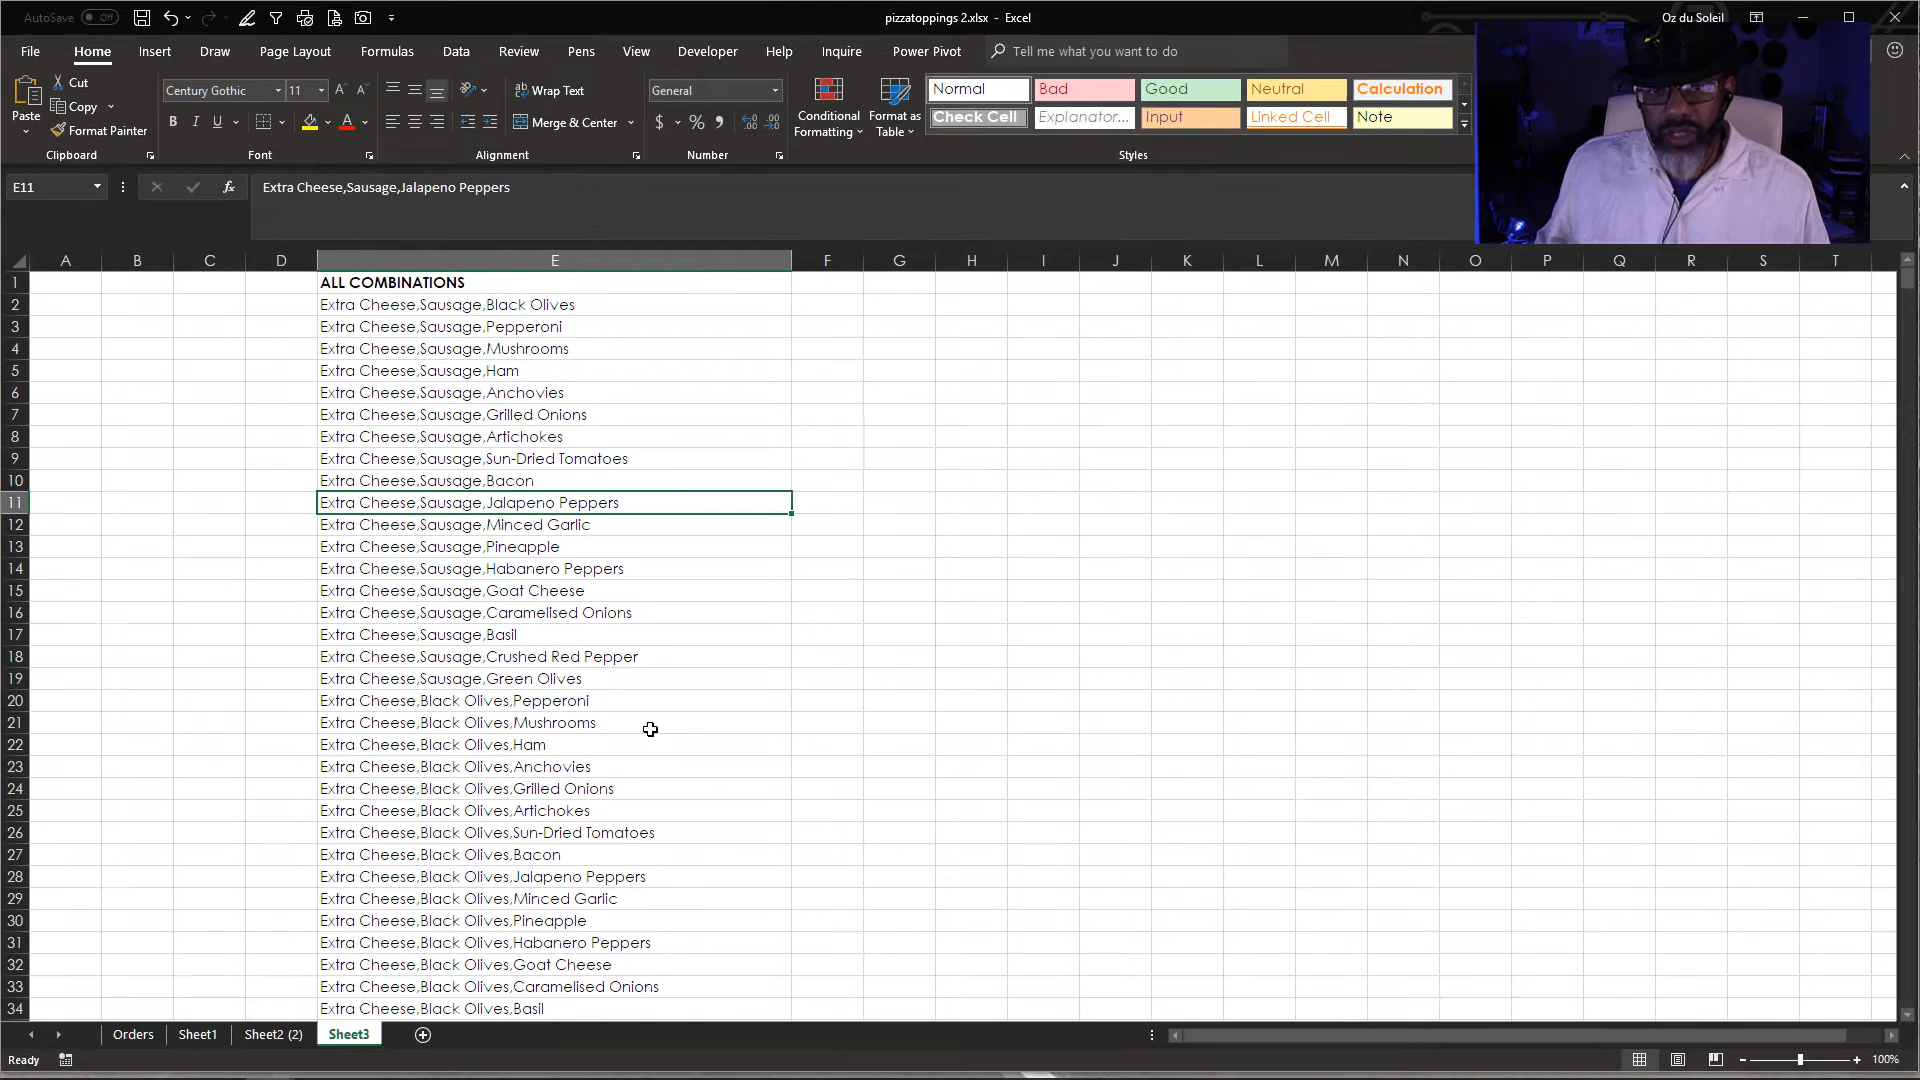 AutoSave Off
pizzatoppings 2.xlsx - Excel
Oz du Soleil
File Home Insert Draw Page Layout Formulas Data Review Pens View Developer Help Inquire Power Pivot Tell me what you want to do
Paste
Cut
Copy
Format Painter
Clipboard
Century Gothic 11
B I U
Font
Wrap Text
Merge & Center
Alignment
General
$ % ,
Number
Conditional Formatting
Format as Table
Normal Bad Good Neutral Calculation
Check Cell Explanator... Input Linked Cell Note
Styles
E11 fx Extra Cheese,Sausage,Jalapeno Peppers
A B C D E F G H I J K L M N O P Q R S T
1 ALL COMBINATIONS
2 Extra Cheese,Sausage,Black Olives
3 Extra Cheese,Sausage,Pepperoni
4 Extra Cheese,Sausage,Mushrooms
5 Extra Cheese,Sausage,Ham
6 Extra Cheese,Sausage,Anchovies
7 Extra Cheese,Sausage,Grilled Onions
8 Extra Cheese,Sausage,Artichokes
9 Extra Cheese,Sausage,Sun-Dried Tomatoes
10 Extra Cheese,Sausage,Bacon
11 Extra Cheese,Sausage,Jalapeno Peppers
12 Extra Cheese,Sausage,Minced Garlic
13 Extra Cheese,Sausage,Pineapple
14 Extra Cheese,Sausage,Habanero Peppers
15 Extra Cheese,Sausage,Goat Cheese
16 Extra Cheese,Sausage,Caramelised Onions
17 Extra Cheese,Sausage,Basil
18 Extra Cheese,Sausage,Crushed Red Pepper
19 Extra Cheese,Sausage,Green Olives
20 Extra Cheese,Black Olives,Pepperoni
21 Extra Cheese,Black Olives,Mushrooms
22 Extra Cheese,Black Olives,Ham
23 Extra Cheese,Black Olives,Anchovies
24 Extra Cheese,Black Olives,Grilled Onions
25 Extra Cheese,Black Olives,Artichokes
26 Extra Cheese,Black Olives,Sun-Dried Tomatoes
27 Extra Cheese,Black Olives,Bacon
28 Extra Cheese,Black Olives,Jalapeno Peppers
29 Extra Cheese,Black Olives,Minced Garlic
30 Extra Cheese,Black Olives,Pineapple
31 Extra Cheese,Black Olives,Habanero Peppers
32 Extra Cheese,Black Olives,Goat Cheese
33 Extra Cheese,Black Olives,Caramelised Onions
34 Extra Cheese,Black Olives,Basil
Orders Sheet1 Sheet2 (2) Sheet3
Ready
100%